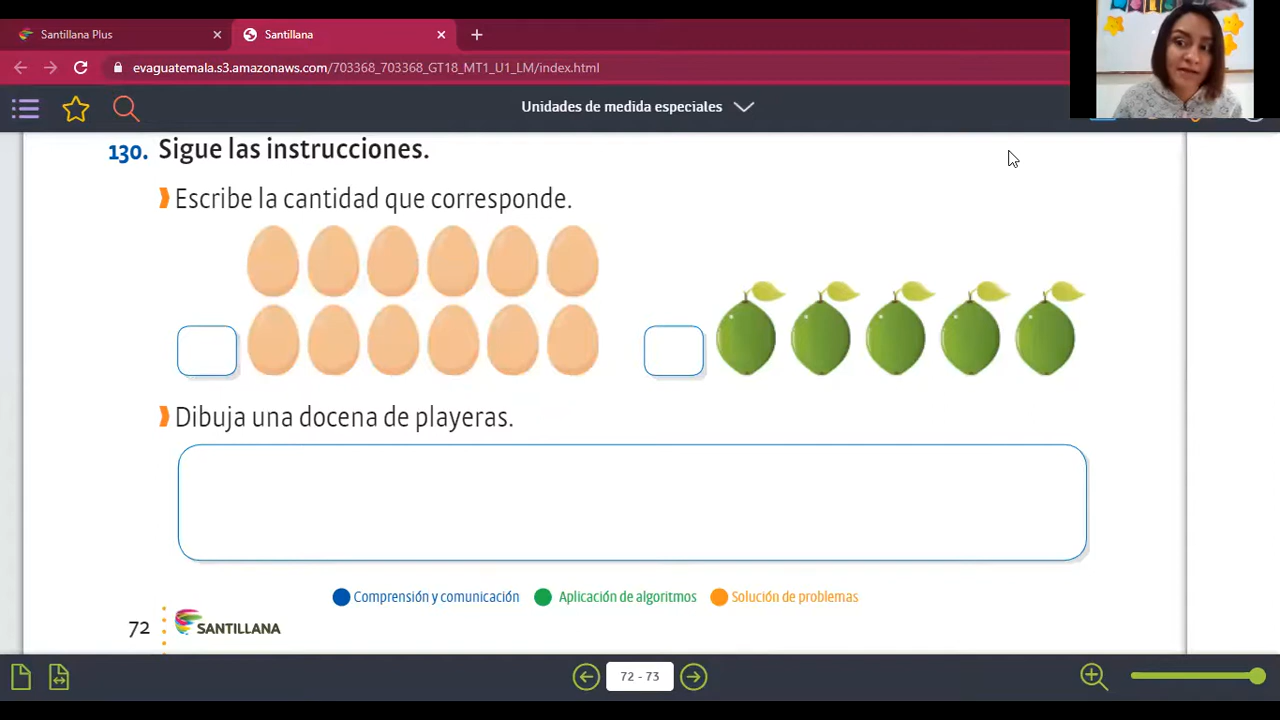 Santillana Plus
Santillana
evaguatemala.s3.amazonaws.com/703368_703368_GT18_MT1_U1_LM/index.html
Unidades de medida especiales
130. Sigue las instrucciones.
Escribe la cantidad que corresponde.
Dibuja una docena de playeras.
Comprensión y comunicación Aplicación de algoritmos Solución de problemas
72 SANTILLANA
72 - 73